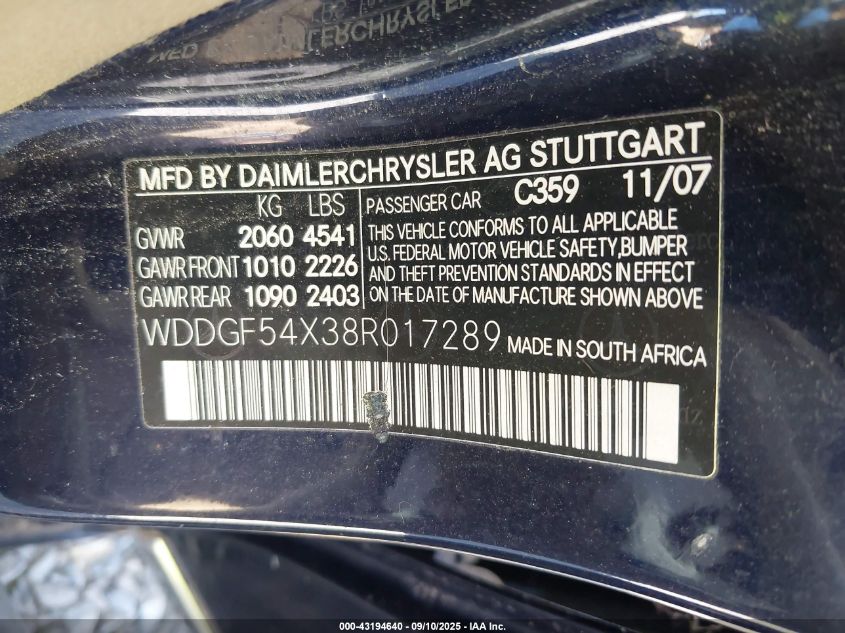 MFD BY DAIMLERCHRYSLER AG STUTTGART
KG LBS
GVWR 2060 4541
GAWR FRONT 1010 2226
GAWR REAR 1090 2403
PASSENGER CAR C359 11/07
THIS VEHICLE CONFORMS TO ALL APPLICABLE
U.S. FEDERAL MOTOR VEHICLE SAFETY,BUMPER
AND THEFT PREVENTION STANDARDS IN EFFECT
ON THE DATE OF MANUFACTURE SHOWN ABOVE
WDDGF54X38R017289 MADE IN SOUTH AFRICA
000-43194640 - 09/10/2025 - IAA Inc.